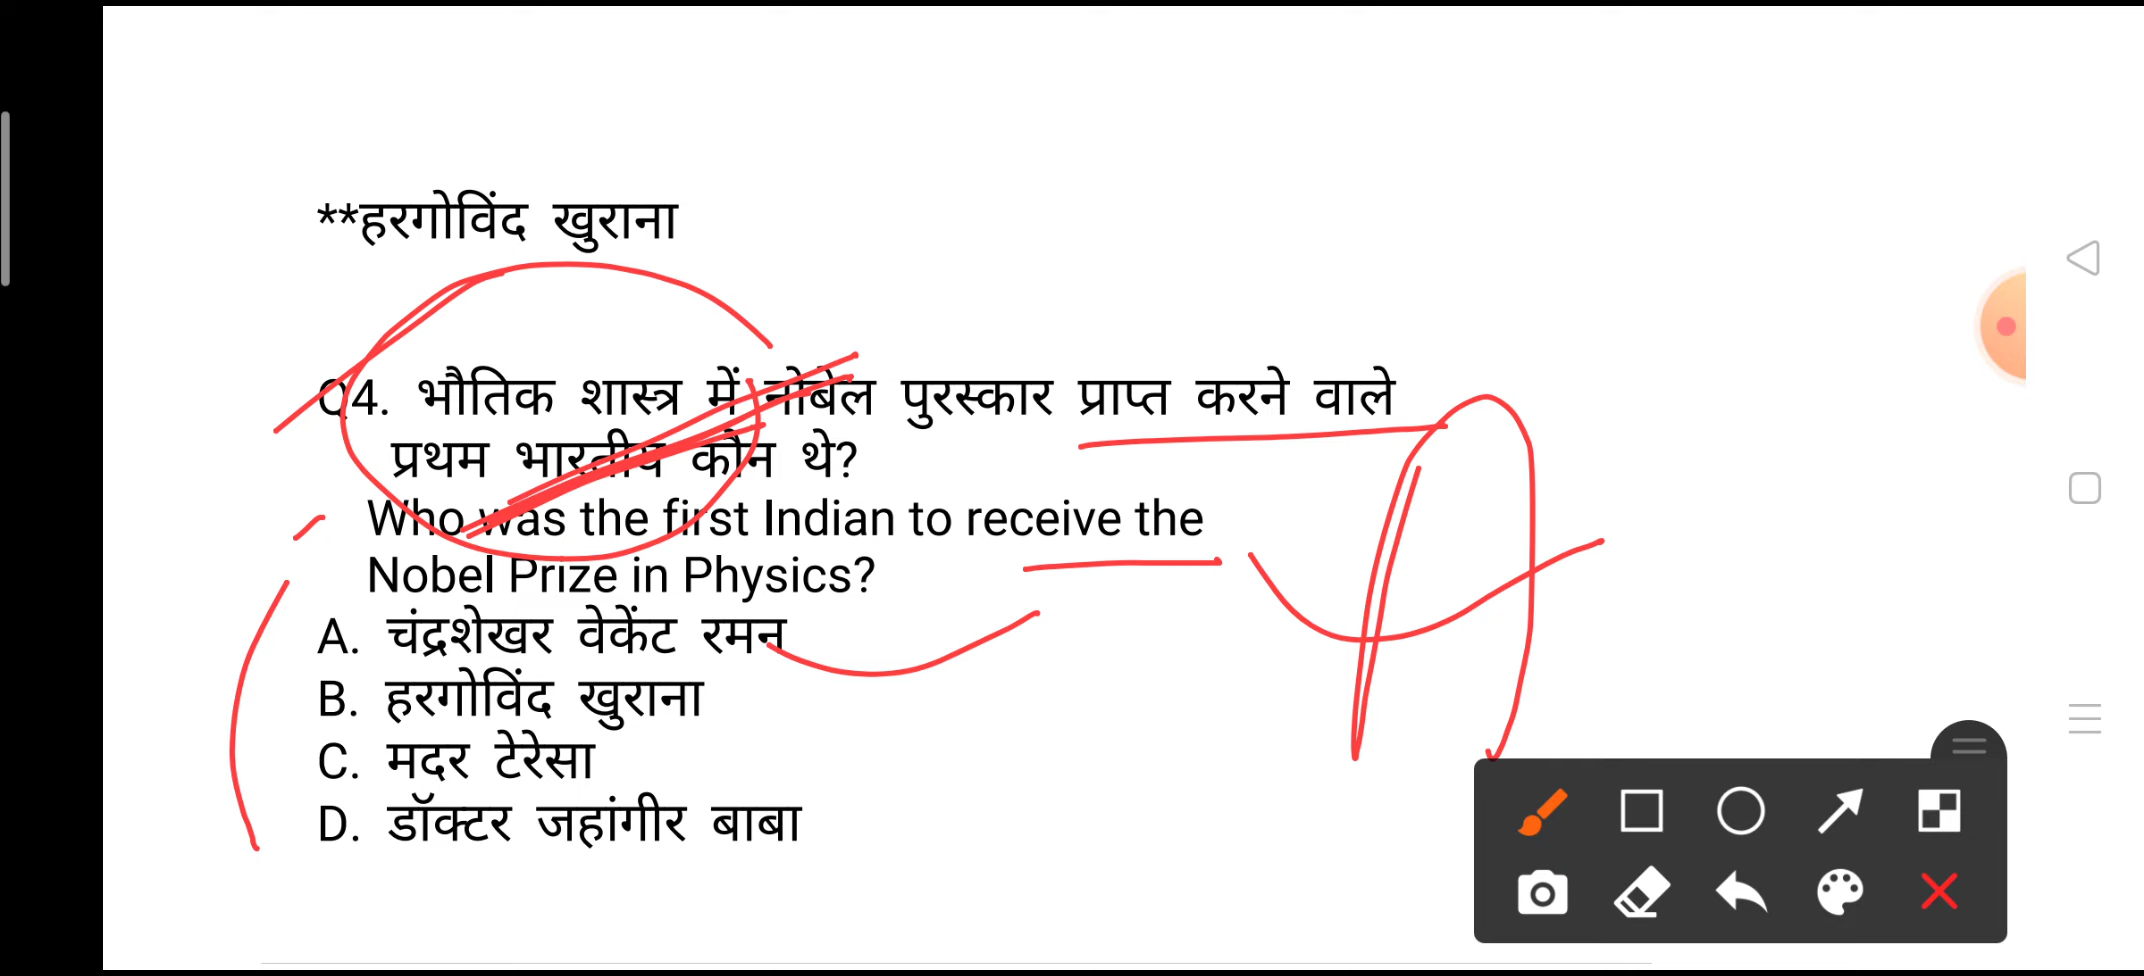 **हरगोविंद खुराना
Q4. भौतिक शास्त्र में नोबेल पुरस्कार प्राप्त करने वाले
प्रथम भारतीय कौन थे?
Who was the first Indian to receive the
Nobel Prize in Physics?
A. चंद्रशेखर वेकेंट रमन
B. हरगोविंद खुराना
C. मदर टेरेसा
D. डॉक्टर जहांगीर बाबा